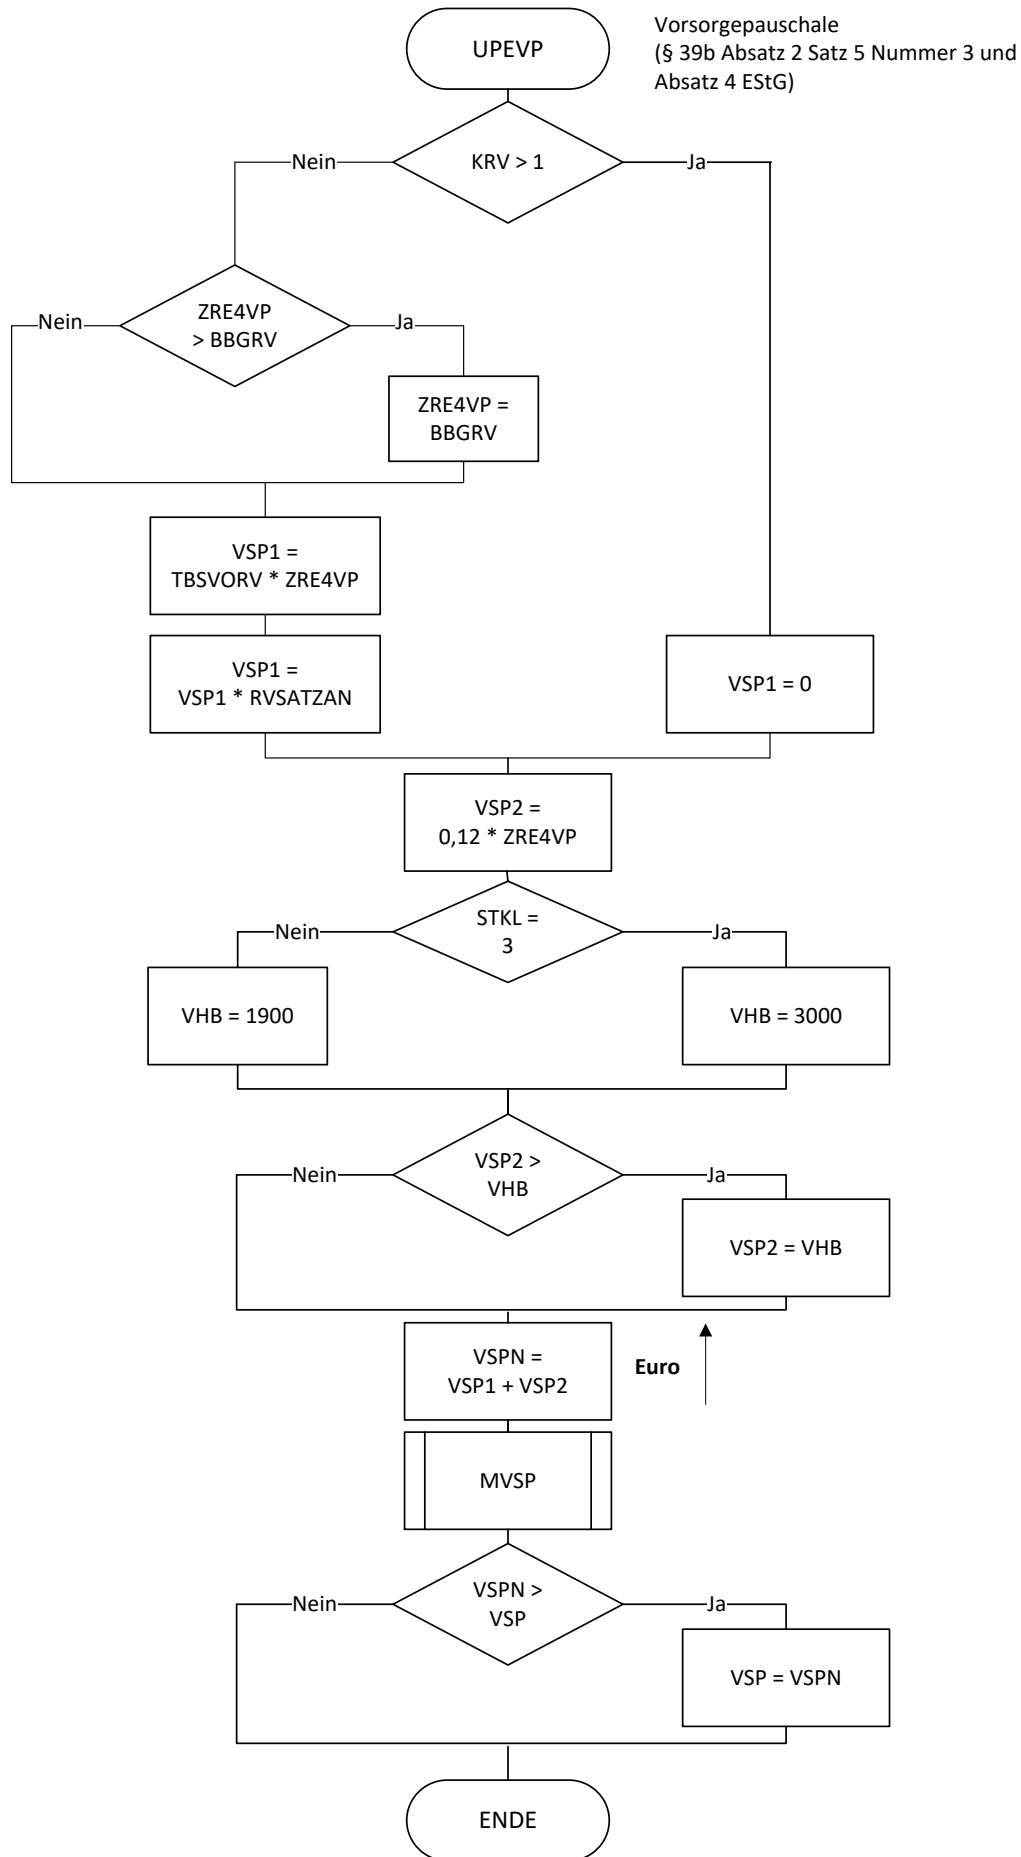 UPEVP
Vorsorgepauschale
(§ 39b Absatz 2 Satz 5 Nummer 3 und
Absatz 4 EStG)
KRV > 1
Nein
Ja
ZRE4VP
> BBGRV
Nein
Ja
ZRE4VP =
BBGRV
VSP1 =
TBSVORV * ZRE4VP
VSP1 =
VSP1 * RVSATZAN
VSP1 = 0
VSP2 =
0,12 * ZRE4VP
STKL =
3
Nein
Ja
VHB = 1900
VHB = 3000
VSP2 >
VHB
Nein
Ja
VSP2 = VHB
VSPN =
VSP1 + VSP2
Euro
MVSP
VSPN >
VSP
Nein
Ja
VSP = VSPN
ENDE